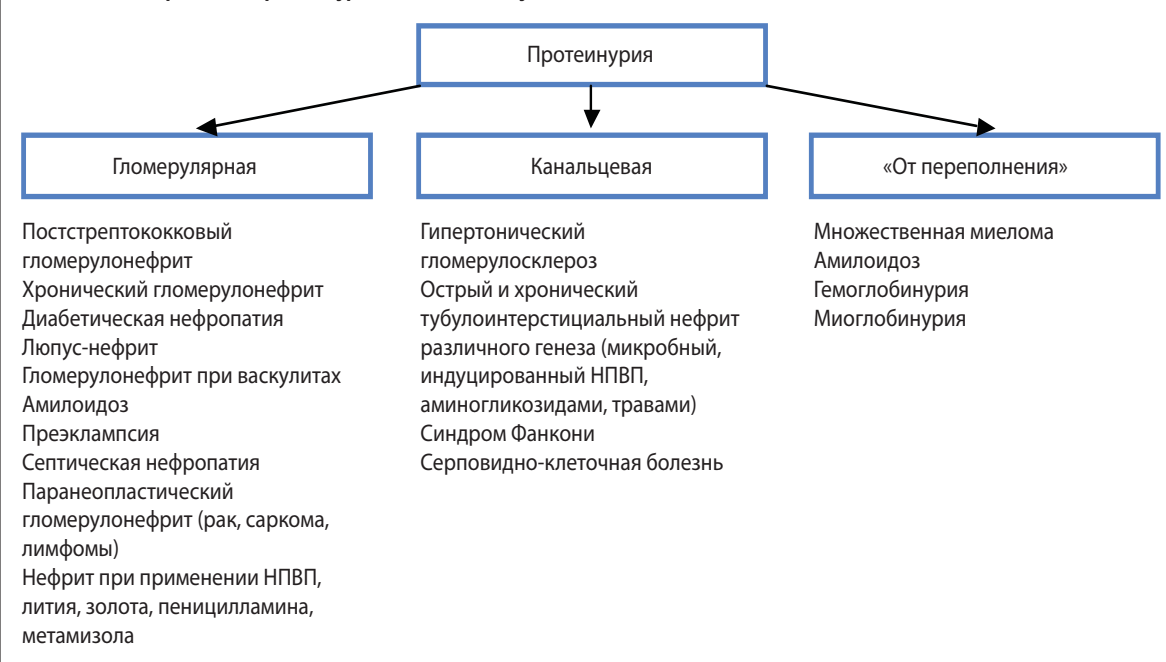 Протеинурия
Гломерулярная
Канальцевая
«От переполнения»
Постстрептококковый
гломерулонефрит
Хронический гломерулонефрит
Диабетическая нефропатия
Люпус-нефрит
Гломерулонефрит при васкулитах
Амилоидоз
Преэклампсия
Септическая нефропатия
Паранеопластический
гломерулонефрит (рак, саркома,
лимфомы)
Нефрит при применении НПВП,
лития, золота, пеницилламина,
метамизола
Гипертонический
гломерулосклероз
Острый и хронический
тубулоинтерстициальный нефрит
различного генеза (микробный,
индуцированный НПВП,
аминогликозидами, травами)
Синдром Фанкони
Серповидно-клеточная болезнь
Множественная миелома
Амилоидоз
Гемоглобинурия
Миоглобинурия